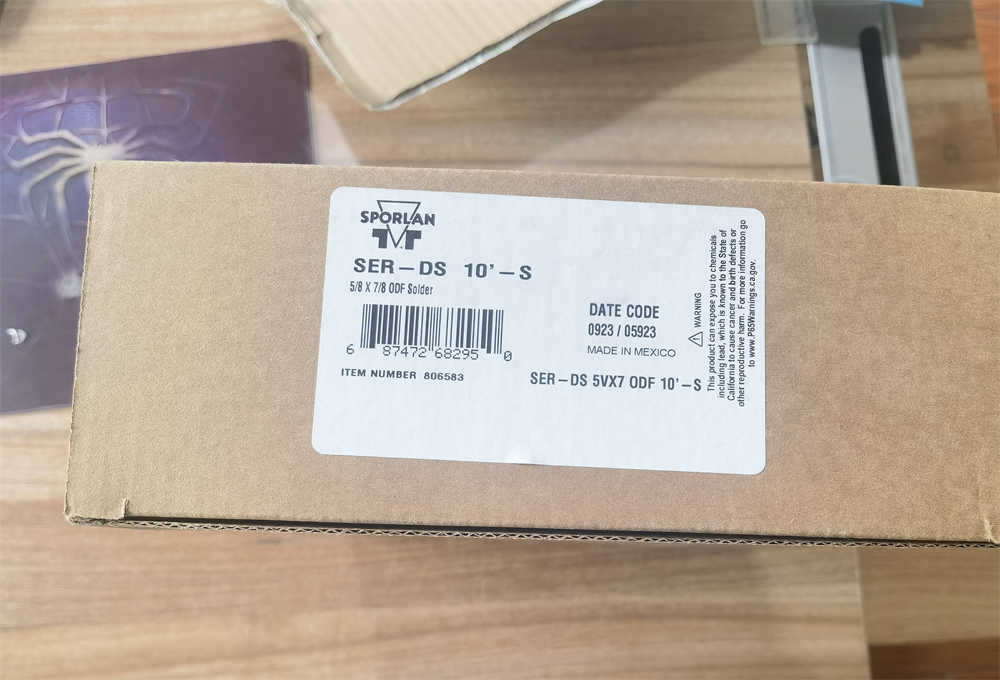 SPORLAN
SER–DS 10'–S
5/8 X 7/8 ODF Solder
6 87472 68295 0
ITEM NUMBER 806583
DATE CODE
0923 / 05923
MADE IN MEXICO
SER–DS 5VX7 ODF 10'–S
⚠ WARNING
This product can expose you to chemicals
including lead, which is known to the State of
California to cause cancer and birth defects or
other reproductive harm. For more information go
to www.P65Warnings.ca.gov.